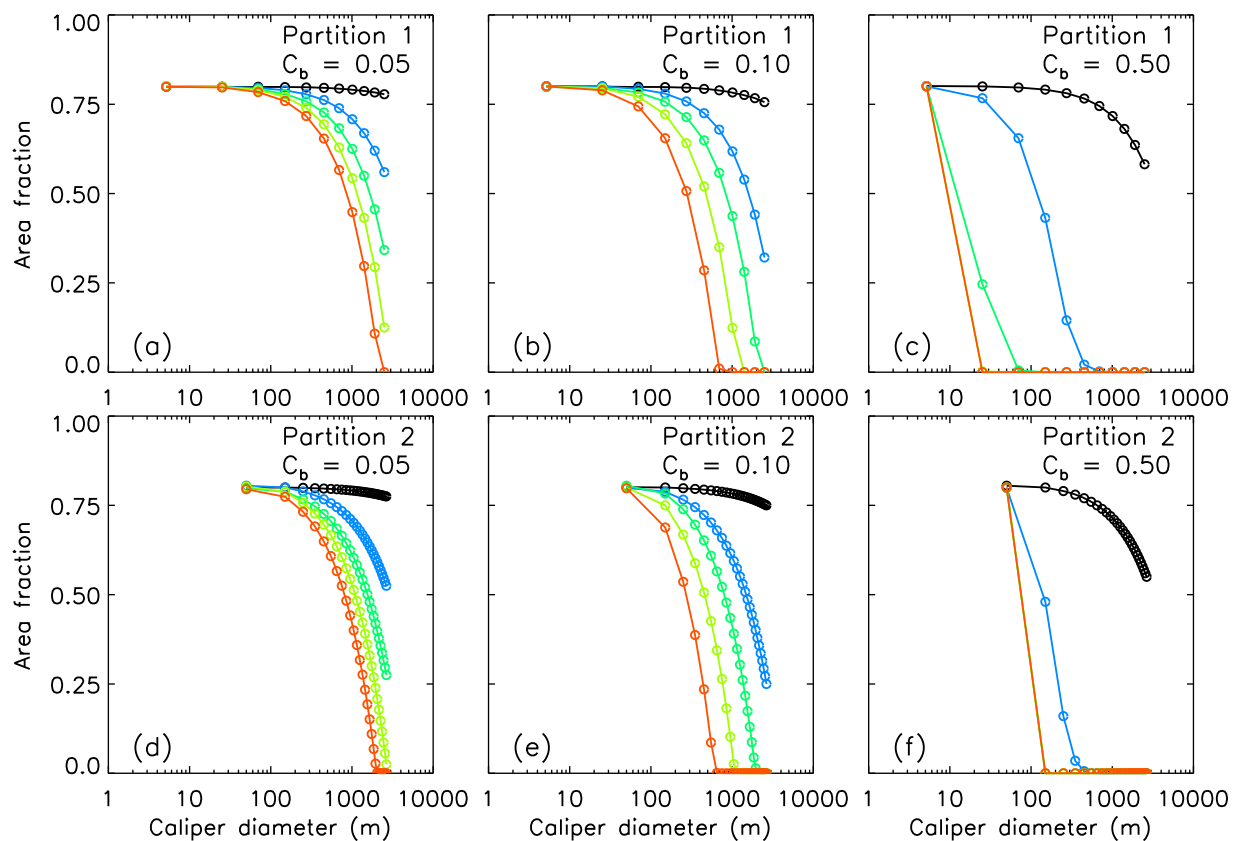 1.00
0.75
0.50
0.25
0.0
Area fraction
Partition 1
C_b = 0.05
(a)
1 10 100 1000 10000
Partition 1
C_b = 0.10
(b)
1 10 100 1000 10000
Partition 1
C_b = 0.50
(c)
1 10 100 1000 10000
1.00
0.75
0.50
0.25
0.0
Area fraction
Partition 2
C_b = 0.05
(d)
1 10 100 1000 10000
Caliper diameter (m)
Partition 2
C_b = 0.10
(e)
1 10 100 1000 10000
Caliper diameter (m)
Partition 2
C_b = 0.50
(f)
1 10 100 1000 10000
Caliper diameter (m)